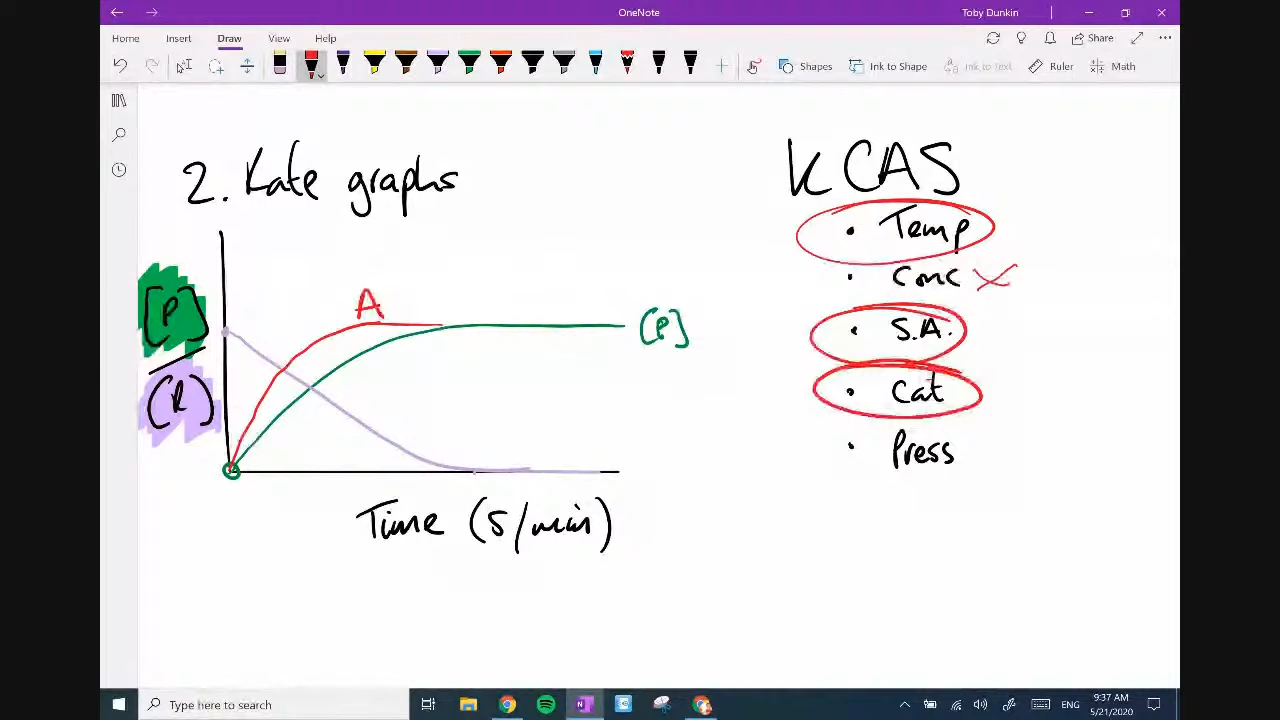 OneNote
Toby Dunkin
Home Insert Draw View Help
Share
Shapes Ink to Shape Ink to Text Ruler Math
2. Rate graphs
KCAS
• Temp
• Conc ×
• S.A.
• Cat
• Press
[P]
[R]
A
[P]
Time (s/min)
Type here to search
ENG
9:37 AM
5/21/2020